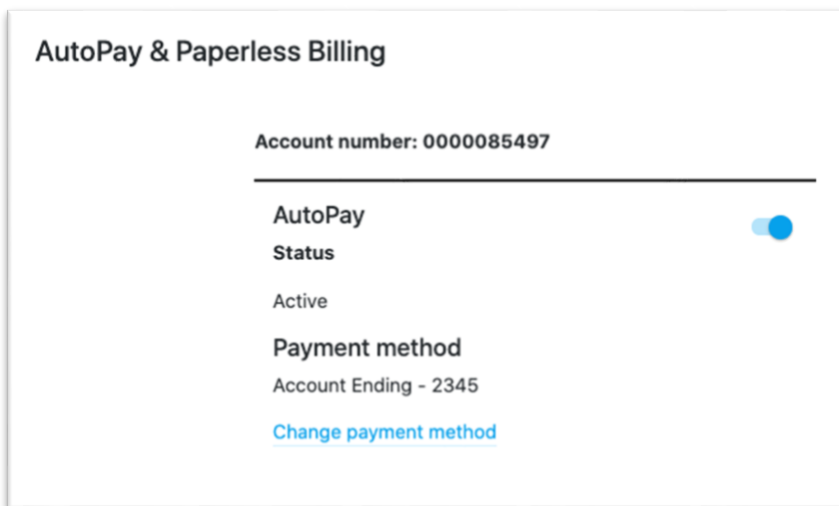 AutoPay & Paperless Billing
Account number: 0000085497
AutoPay
Status
Active
Payment method
Account Ending - 2345
Change payment method